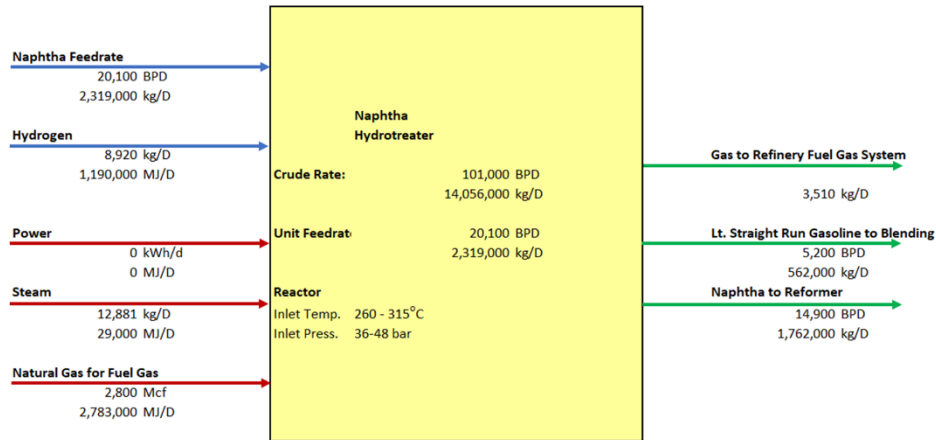 Naphtha Feedrate
20,100 BPD
2,319,000 kg/D
Hydrogen
8,920 kg/D
1,190,000 MJ/D
Power
0 kWh/d
0 MJ/D
Steam
12,881 kg/D
29,000 MJ/D
Natural Gas for Fuel Gas
2,800 Mcf
2,783,000 MJ/D
Naphtha
Hydrotreater
Crude Rate: 101,000 BPD
14,056,000 kg/D
Unit Feedrat 20,100 BPD
2,319,000 kg/D
Reactor
Inlet Temp. 260 - 315°C
Inlet Press. 36-48 bar
Gas to Refinery Fuel Gas System
3,510 kg/D
Lt. Straight Run Gasoline to Blending
5,200 BPD
562,000 kg/D
Naphtha to Reformer
14,900 BPD
1,762,000 kg/D